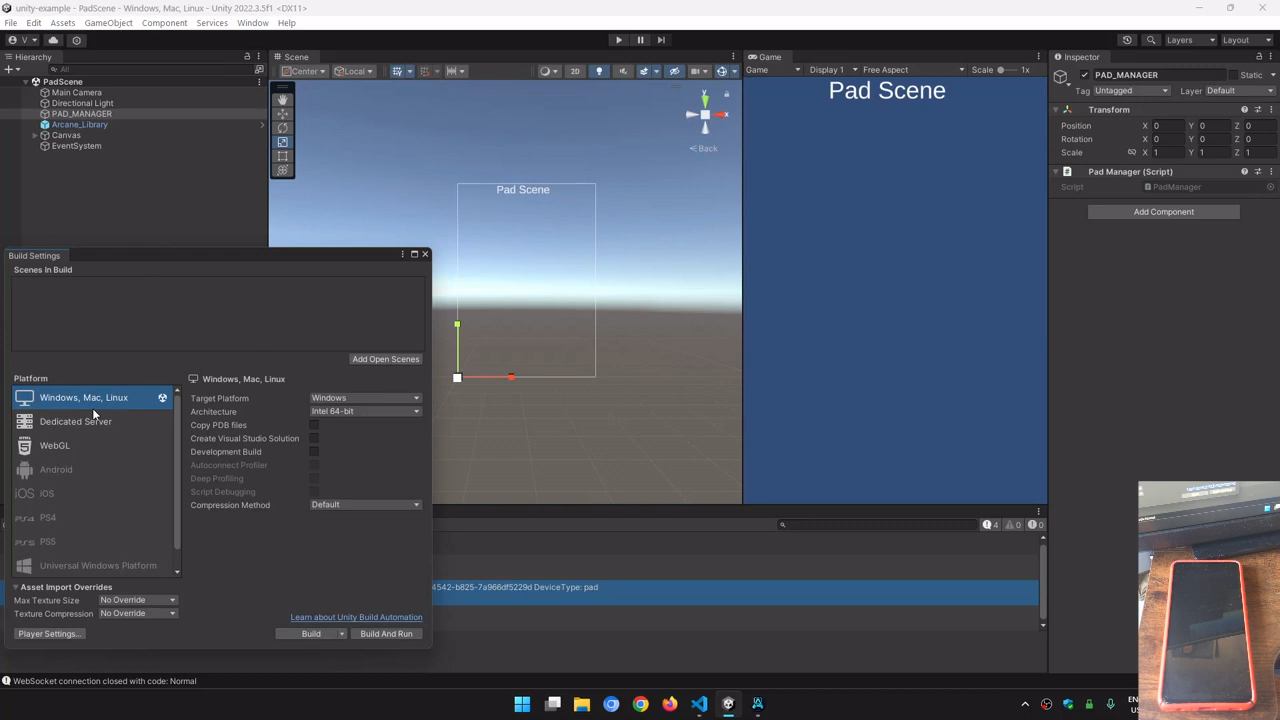 unity-example - PadScene - Windows, Mac, Linux - Unity 2022.3.5f1 <DX11>
File Edit Assets GameObject Component Services Window Help
V Layers Layout
Hierarchy
All
PadScene
Main Camera
Directional Light
PAD_MANAGER
Arcane_Library
Canvas
EventSystem
Scene
Center Local 2D
y
x
Back
Pad Scene
Game
Game Display 1 Free Aspect Scale 1x
Pad Scene
Inspector
PAD_MANAGER Static
Tag Untagged Layer Default
Transform
Position X 0 Y 0 Z 0
Rotation X 0 Y 0 Z 0
Scale X 1 Y 1 Z 1
Pad Manager (Script)
Script PadManager
Add Component
Build Settings
Scenes In Build
Add Open Scenes
Platform
Windows, Mac, Linux
Dedicated Server
WebGL
Android
iOS iOS
PS4 PS4
PS5 PS5
Universal Windows Platform
Windows, Mac, Linux
Target Platform Windows
Architecture Intel 64-bit
Copy PDB files
Create Visual Studio Solution
Development Build
Autoconnect Profiler
Deep Profiling
Script Debugging
Compression Method Default
Asset Import Overrides
Max Texture Size No Override
Texture Compression No Override
Learn about Unity Build Automation
Player Settings... Build Build And Run
4 0 0
4542-b825-7a966df5229d DeviceType: pad
WebSocket connection closed with code: Normal